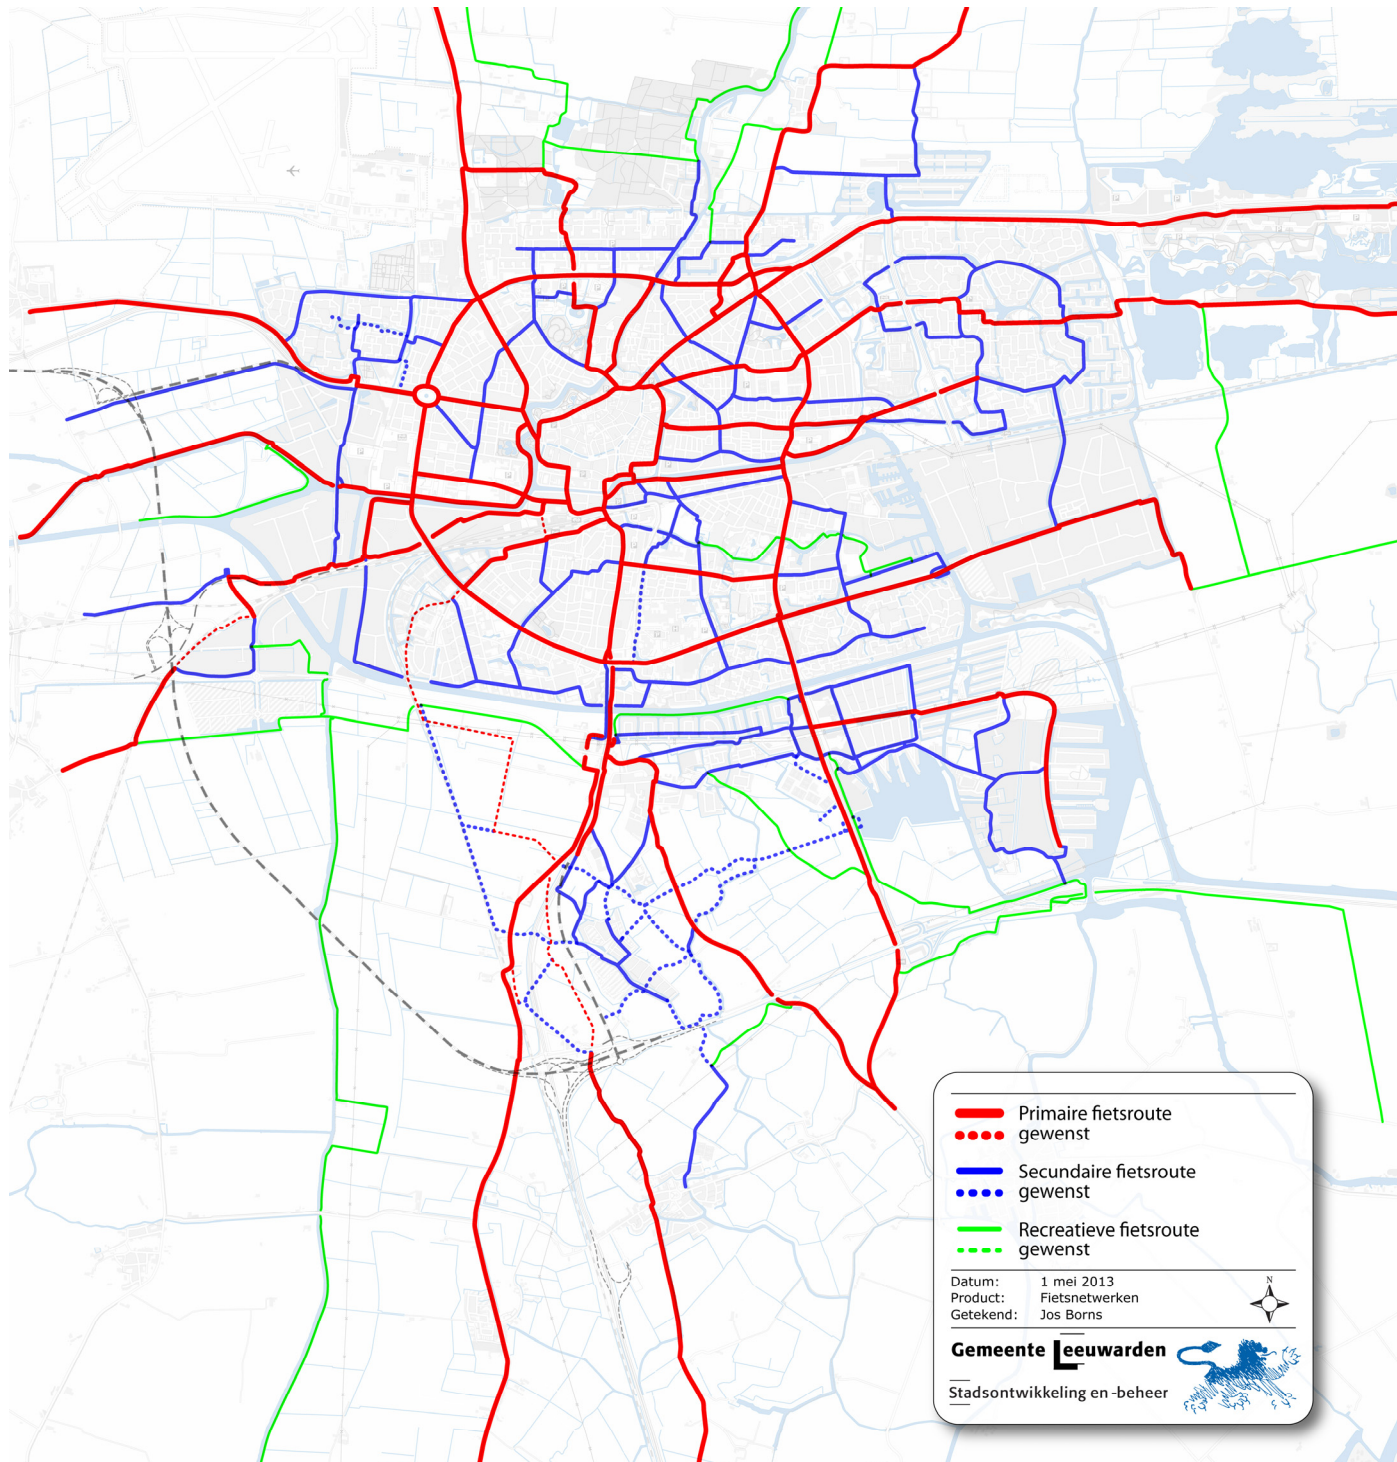 Primaire fietsroute
gewenst
Secundaire fietsroute
gewenst
Recreatieve fietsroute
gewenst
Datum: 1 mei 2013
Product: Fietsnetwerken
Getekend: Jos Borns
N
Gemeente Leeuwarden
Stadsontwikkeling en -beheer